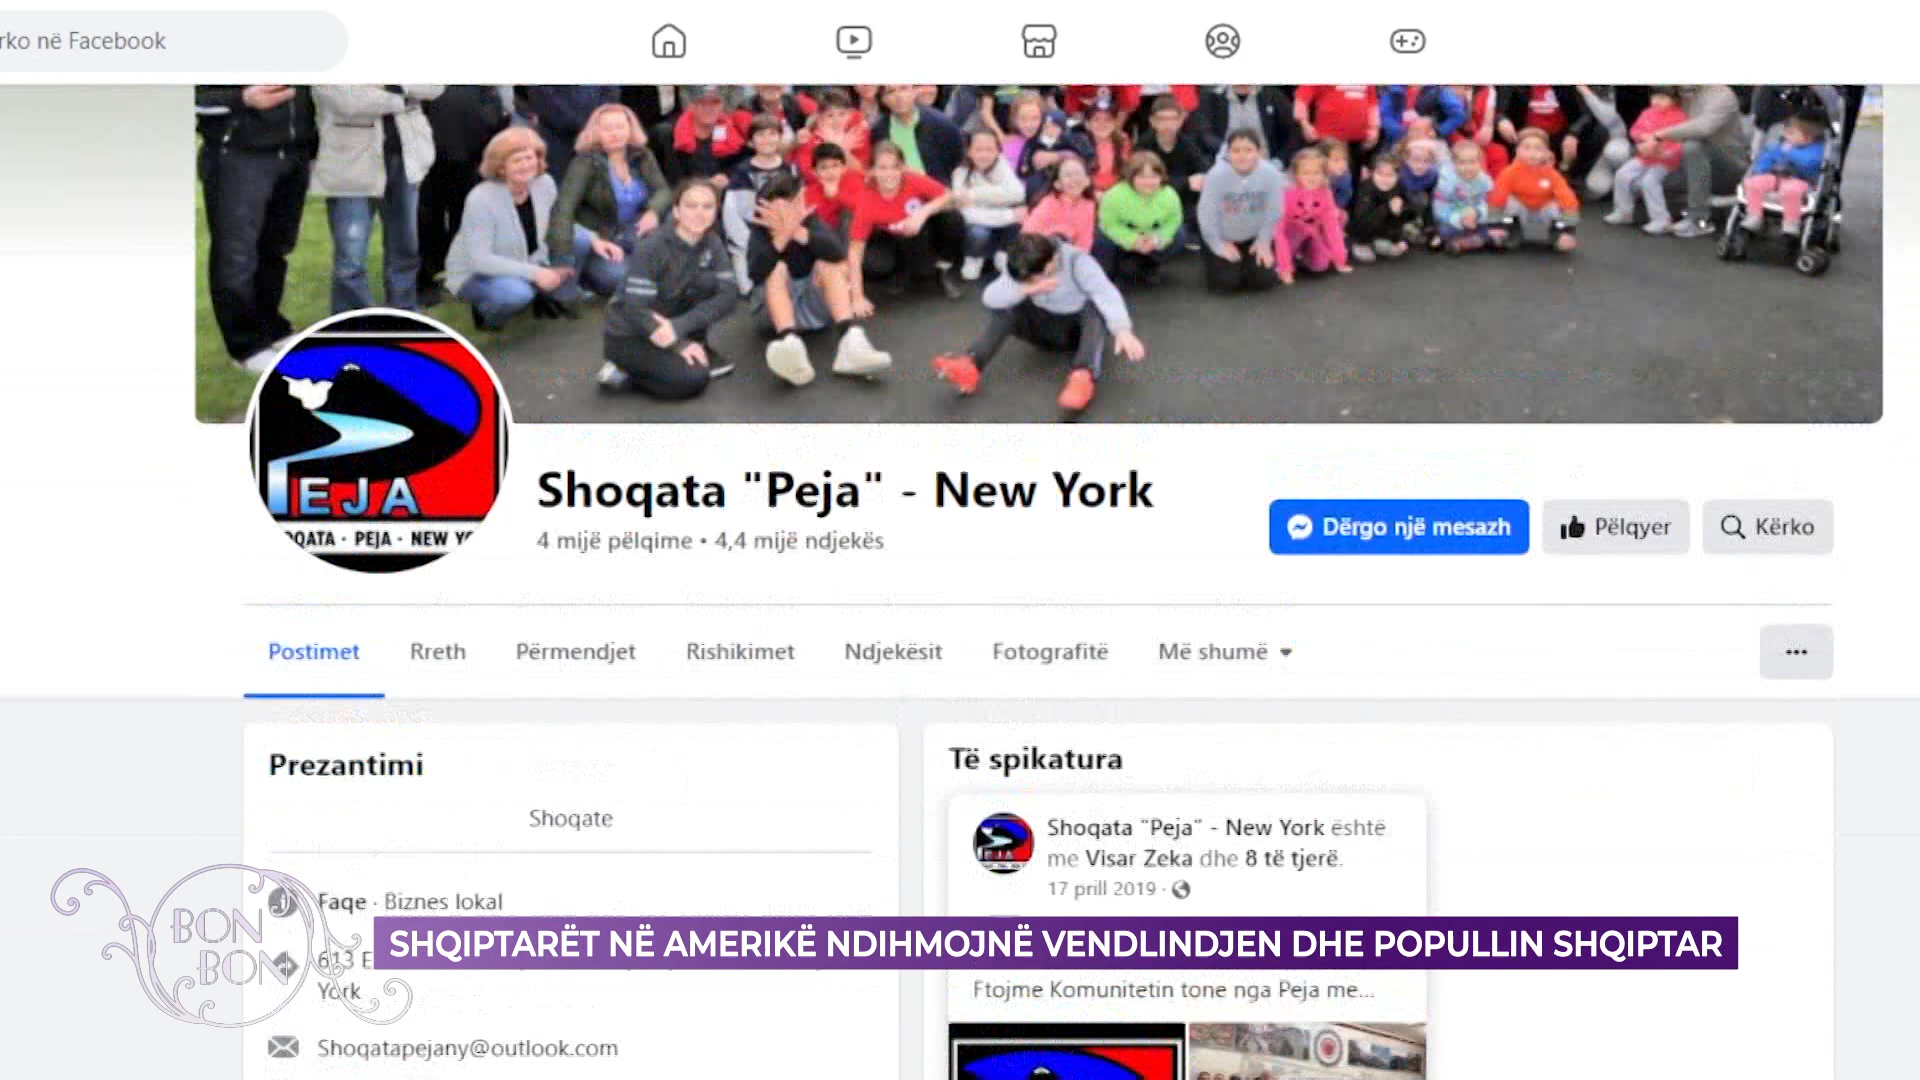 rko në Facebook
EJA
QATA · PEJA · NEW
Shoqata "Peja" - New York
4 mijë pëlqime • 4,4 mijë ndjekës
Dërgo një mesazh
Pëlqyer
Kërko
Postimet
Rreth
Përmendjet
Rishikimet
Ndjekësit
Fotografitë
Më shumë
Prezantimi
Shoqate
Faqe · Biznes lokal
613 E
York
Shoqatapejany@outlook.com
Të spikatura
Shoqata "Peja" - New York është
me Visar Zeka dhe 8 të tjerë.
17 prill 2019 ·
Ftojme Komunitetin tone nga Peja me...
BON
BON
SHQIPTARËT NË AMERIKË NDIHMOJNË VENDLINDJEN DHE POPULLIN SHQIPTAR